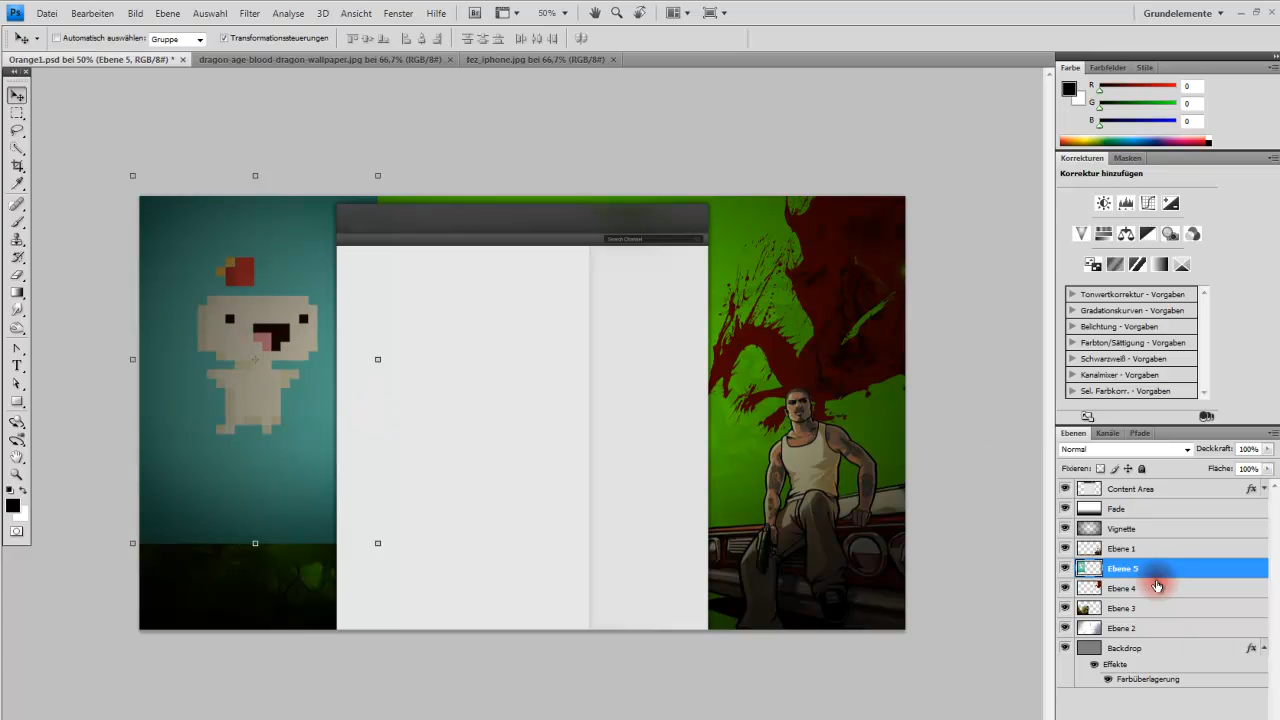 Ps Datei Bearbeiten Bild Ebene Auswahl Filter Analyse 3D Ansicht Fenster Hilfe Br 50% Grundelemente
Automatisch auswählen: Gruppe Transformationssteuerungen
Orange1.psd bei 50% (Ebene 5, RGB/8#) * dragon-age-blood-dragon-wallpaper.jpg bei 66,7% (RGB/8#) fez_iphone.jpg bei 66,7% (RGB/8#)
Farbe Farbfelder Stile
R 0
G 0
B 0
Korrekturen Masken
Korrektur hinzufügen
Search Channel
Tonwertkorrektur - Vorgaben
Gradationskurven - Vorgaben
Belichtung - Vorgaben
Farbton/Sättigung - Vorgaben
Schwarzweiß - Vorgaben
Kanalmixer - Vorgaben
Sel. Farbkorr. - Vorgaben
Ebenen Kanäle Pfade
Normal Deckkraft: 100%
Fixieren: Fläche: 100%
Content Area fx
Fade
Vignette
Ebene 1
Ebene 5
Ebene 4
Ebene 3
Ebene 2
Backdrop fx
Effekte
Farbüberlagerung